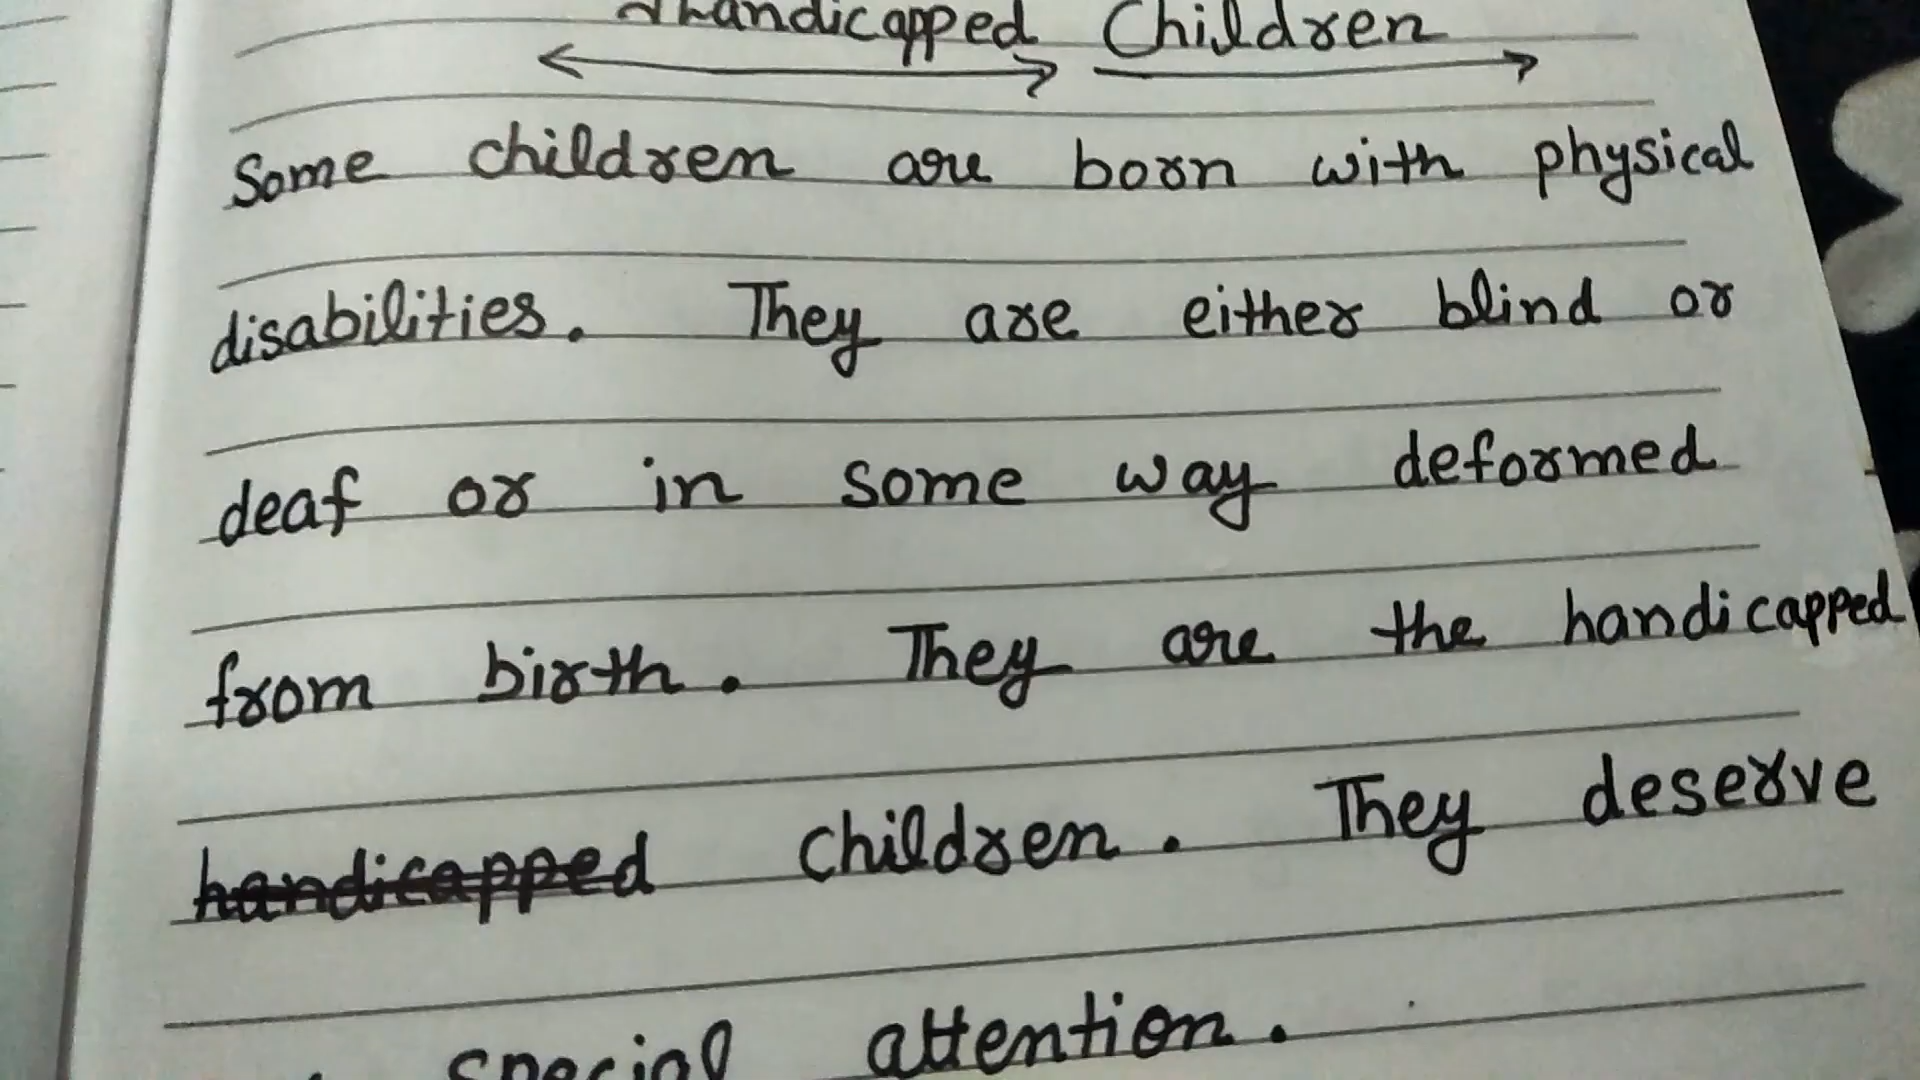 Handicapped Children
Some children are born with physical
disabilities. They are either blind or
deaf or in some way deformed
from birth. They are the handicapped
handicapped children. They deserve
special attention.